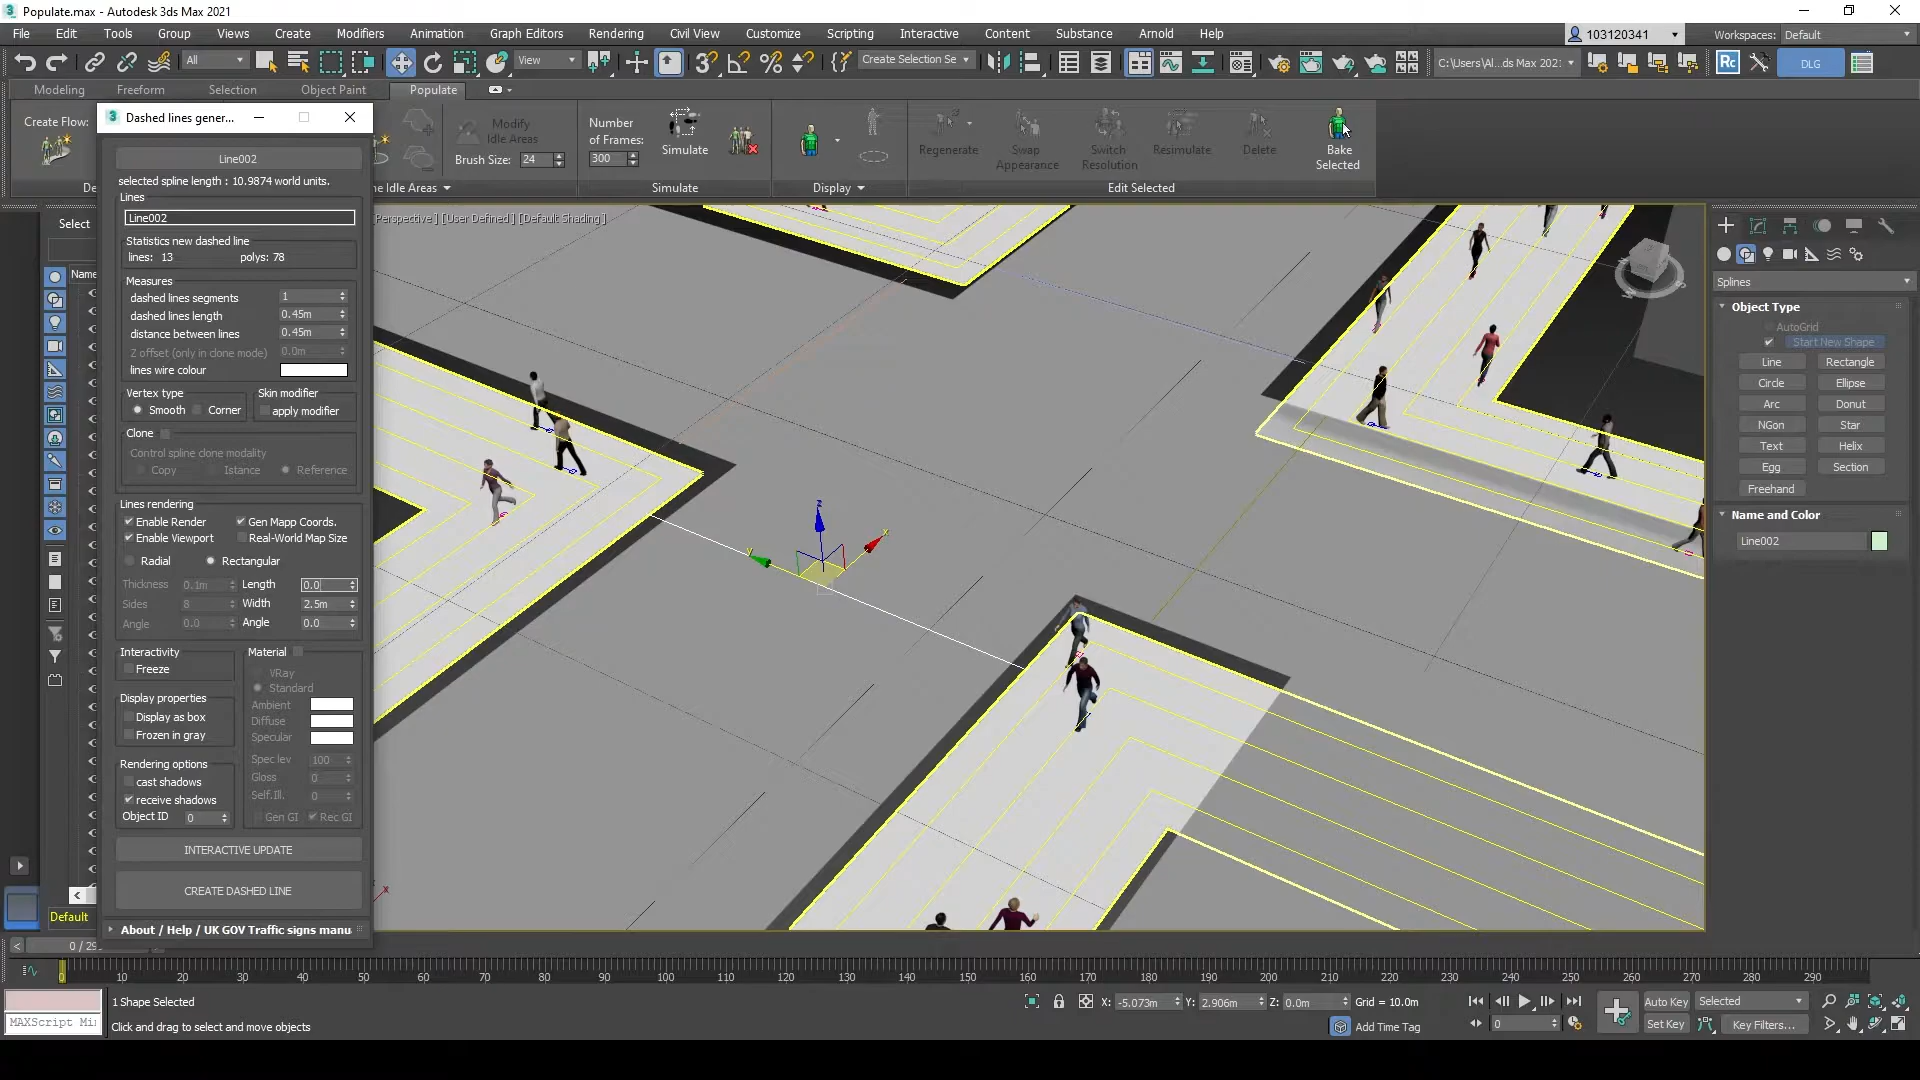 Populate.max - Autodesk 3ds Max 2021
File Edit Tools Group Views Create Modifiers Animation Graph Editors Rendering Civil View Customize Scripting Interactive Content Substance Arnold Help
103120341 Workspaces: Default
All View Create Selection Se C:\Users\Al...ds Max 202 Rc DLG
Modeling Freeform Selection Object Paint Populate
Create Flow:
Dashed lines gener...
Modify Idle Areas
Brush Size: 24
Number of Frames:
300
Simulate
Regenerate
Swap Appearance
Switch Resolution
Resimulate
Delete
Bake Selected
ne Idle Areas
Simulate
Display
Edit Selected
Line002
selected spline length : 10.9874 world units.
Lines
Line002
Statistics new dashed line
lines: 13 polys: 78
Measures
dashed lines segments 1
dashed lines length 0.45m
distance between lines 0.45m
Z offset (only in clone mode) 0.0m
lines wire colour
Vertex type
Smooth Corner
Skin modifier
apply modifier
Clone
Control spline clone modality
Copy Istance Reference
Lines rendering
Enable Render Gen Mapp Coords.
Enable Viewport Real-World Map Size
Radial Rectangular
Thickness 0.1m Length 0.0
Sides 8 Width 2.5m
Angle 0.0 Angle 0.0
Interactivity
Freeze
Display properties
Display as box
Frozen in gray
Rendering options
cast shadows
receive shadows
Object ID 0
Material
VRay
Standard
Ambient
Diffuse
Specular
Spec.lev 100
Gloss 0
Self.Ill. 0
Gen GI Rec GI
INTERACTIVE UPDATE
CREATE DASHED LINE
About / Help / UK GOV Traffic signs manu
Select
Name
Default
Perspective ] [User Defined ] [Default Shading ]
z
y
x
x
Splines
Object Type
AutoGrid
Start New Shape
Line Rectangle
Circle Ellipse
Arc Donut
NGon Star
Text Helix
Egg Section
Freehand
Name and Color
Line002
0 / 29
0 10 20 30 40 50 60 70 80 90 100 110 120 130 140 150 160 170 180 190 200 210 220 230 240 250 260 270 280 290
1 Shape Selected
X: -5.073m Y: 2.906m Z: 0.0m Grid = 10.0m
Auto Key Selected
MAXScript Mi
Click and drag to select and move objects
Add Time Tag
0
Set Key Key Filters...